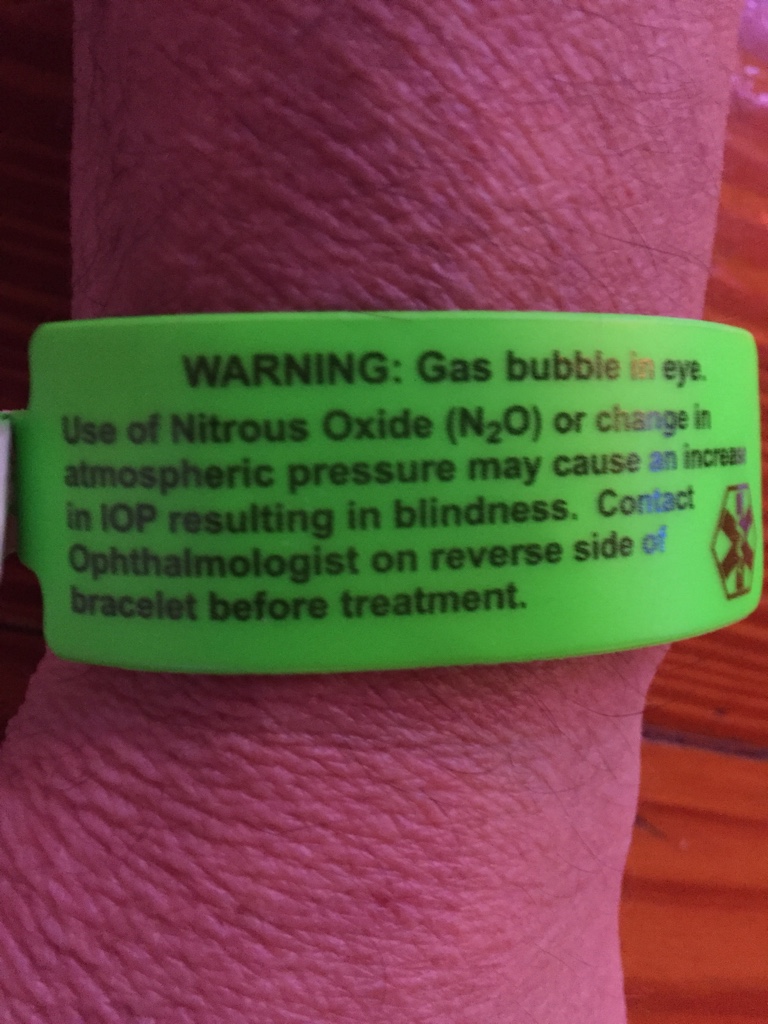 WARNING: Gas bubble in eye.
Use of Nitrous Oxide (N₂O) or change in
atmospheric pressure may cause an increase
in IOP resulting in blindness. Contact
Ophthalmologist on reverse side of
bracelet before treatment.